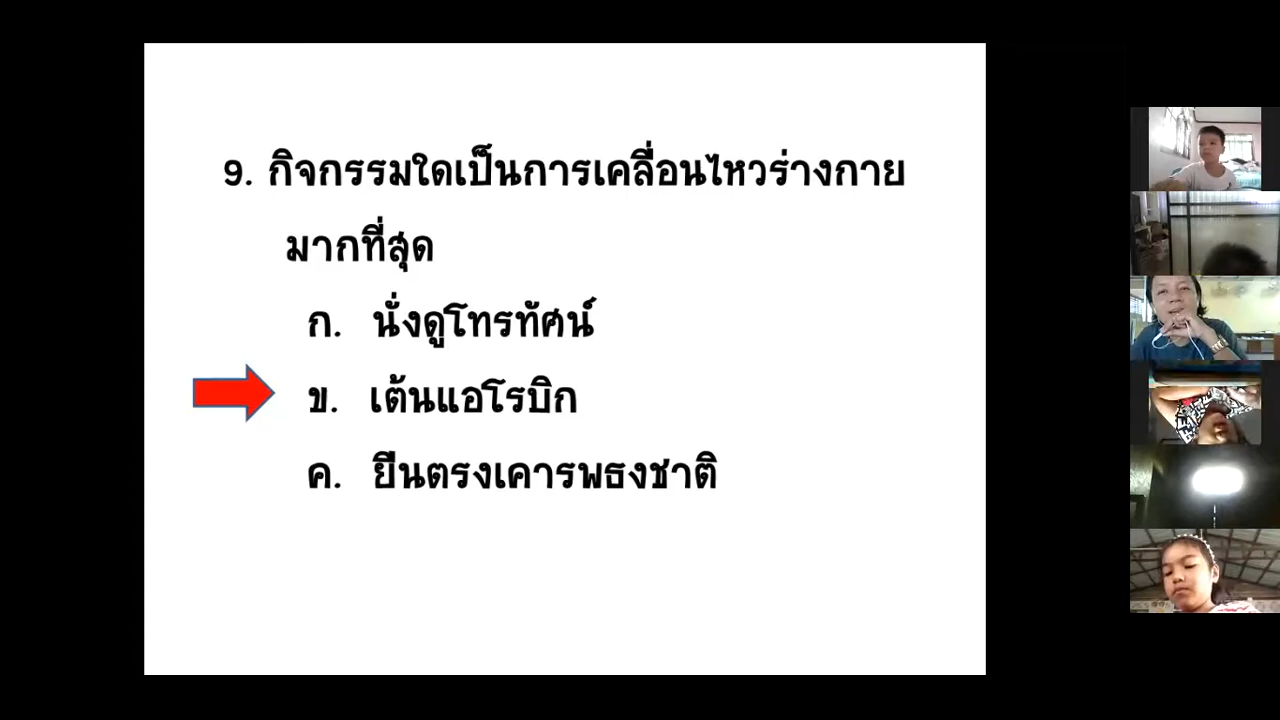 9. กิจกรรมใดเป็นการเคลื่อนไหวร่างกาย
มากที่สุด
ก. นั่งดูโทรทัศน์
ข. เต้นแอโรบิก
ค. ยืนตรงเคารพธงชาติ